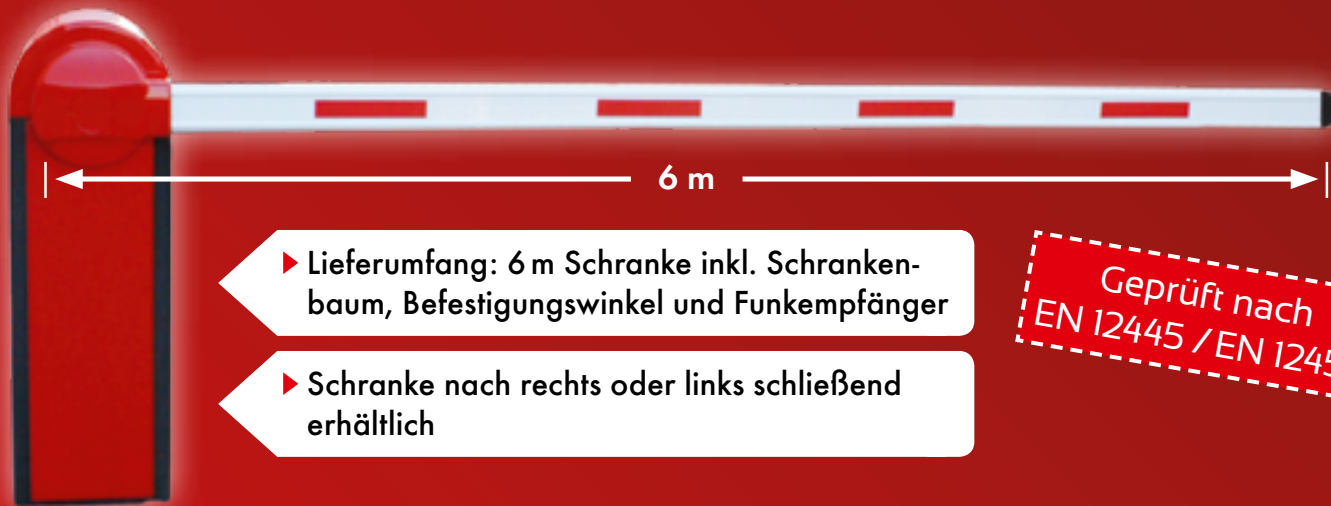 6 m
Lieferumfang: 6 m Schranke inkl. Schranken-
baum, Befestigungswinkel und Funkempfänger
Schranke nach rechts oder links schließend
erhältlich
Geprüft nach
EN 12445 / EN 1245